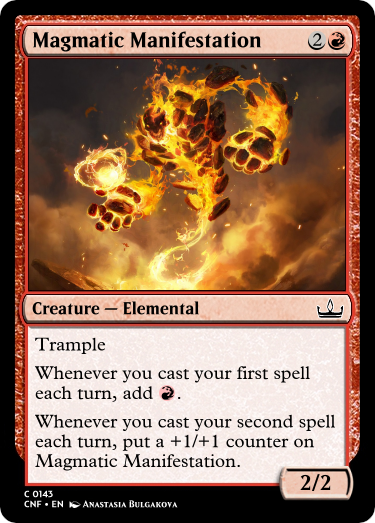 Magmatic Manifestation 2
Creature — Elemental
Trample
Whenever you cast your first spell
each turn, add .
Whenever you cast your second spell
each turn, put a +1/+1 counter on
Magmatic Manifestation.
2/2
C 0143
CNF • EN Anastasia Bulgakova